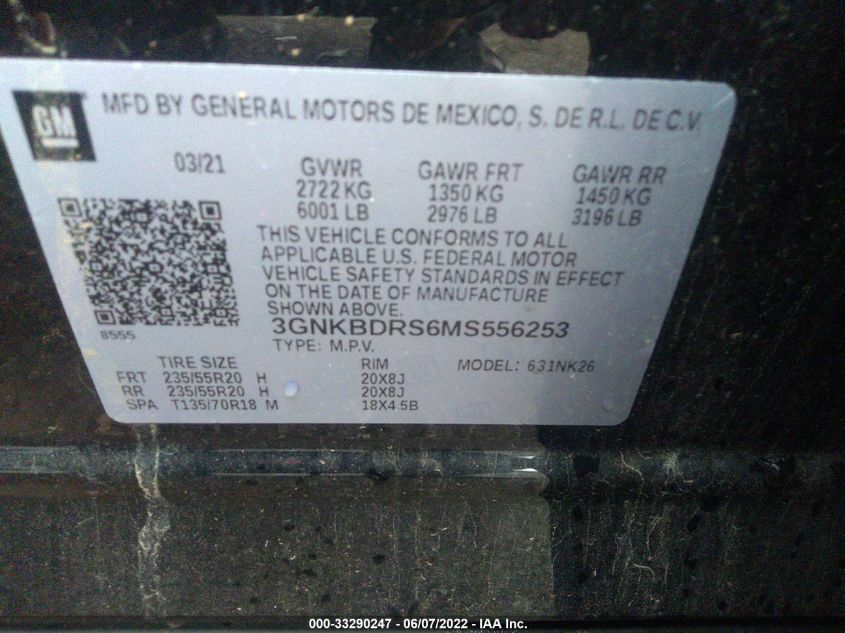 GM
MFD BY GENERAL MOTORS DE MEXICO, S. DE R.L. DE C.V.
03/21 GVWR GAWR FRT GAWR RR
2722 KG 1350 KG 1450 KG
6001 LB 2976 LB 3196 LB
THIS VEHICLE CONFORMS TO ALL
APPLICABLE U.S. FEDERAL MOTOR
VEHICLE SAFETY STANDARDS IN EFFECT
ON THE DATE OF MANUFACTURE
SHOWN ABOVE.
8555 3GNKBDRS6MS556253
TYPE: M.P.V. MODEL: 631NK26
TIRE SIZE RIM
FRT 235/55R20 H 20X8J
RR 235/55R20 H 20X8J
SPA T135/70R18 M 18X4.5B
000-33290247 - 06/07/2022 - IAA Inc.